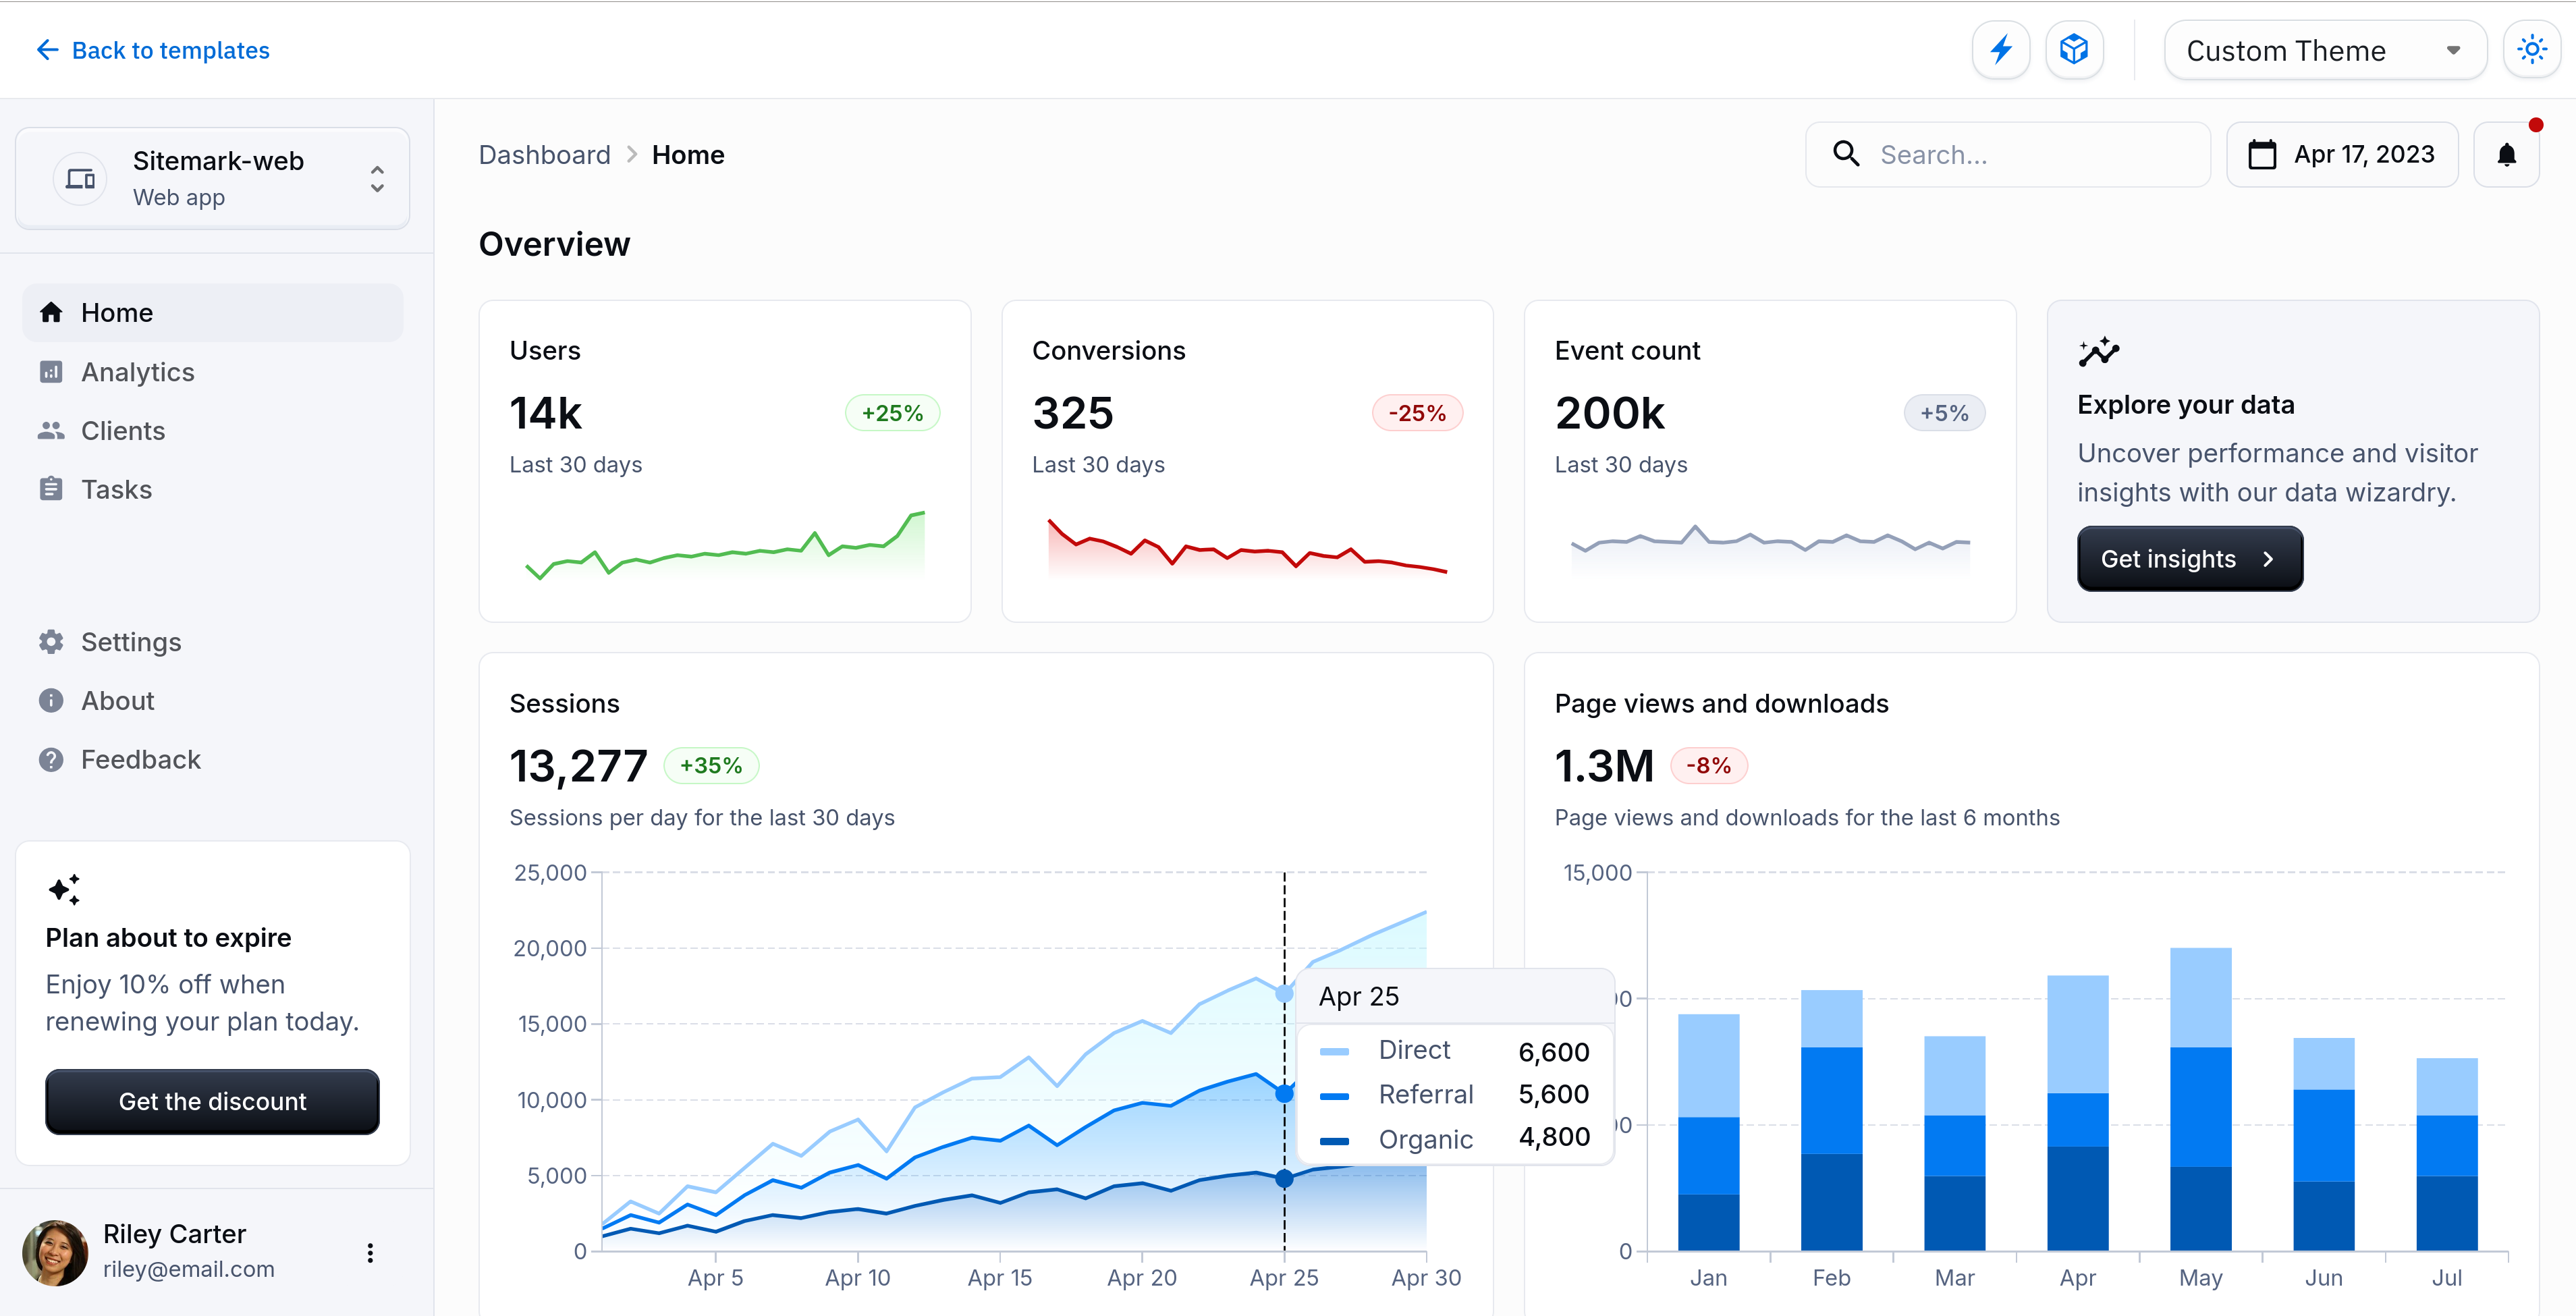 Back to templates
Custom Theme
Sitemark-web
Web app
Home
Analytics
Clients
Tasks
Settings
About
Feedback
Plan about to expire
Enjoy 10% off when
renewing your plan today.
Get the discount
Riley Carter
riley@email.com
Dashboard
Home
Search...
Apr 17, 2023
Overview
Users
14k
+25%
Last 30 days
Conversions
325
-25%
Last 30 days
Event count
200k
+5%
Last 30 days
Explore your data
Uncover performance and visitor
insights with our data wizardry.
Get insights
Sessions
13,277
+35%
Sessions per day for the last 30 days
25,000
20,000
15,000
10,000
5,000
0
Apr 5
Apr 10
Apr 15
Apr 20
Apr 25
Apr 30
Apr 25
Direct 6,600
Referral 5,600
Organic 4,800
Page views and downloads
1.3M
-8%
Page views and downloads for the last 6 months
15,000
0
Jan
Feb
Mar
Apr
May
Jun
Jul